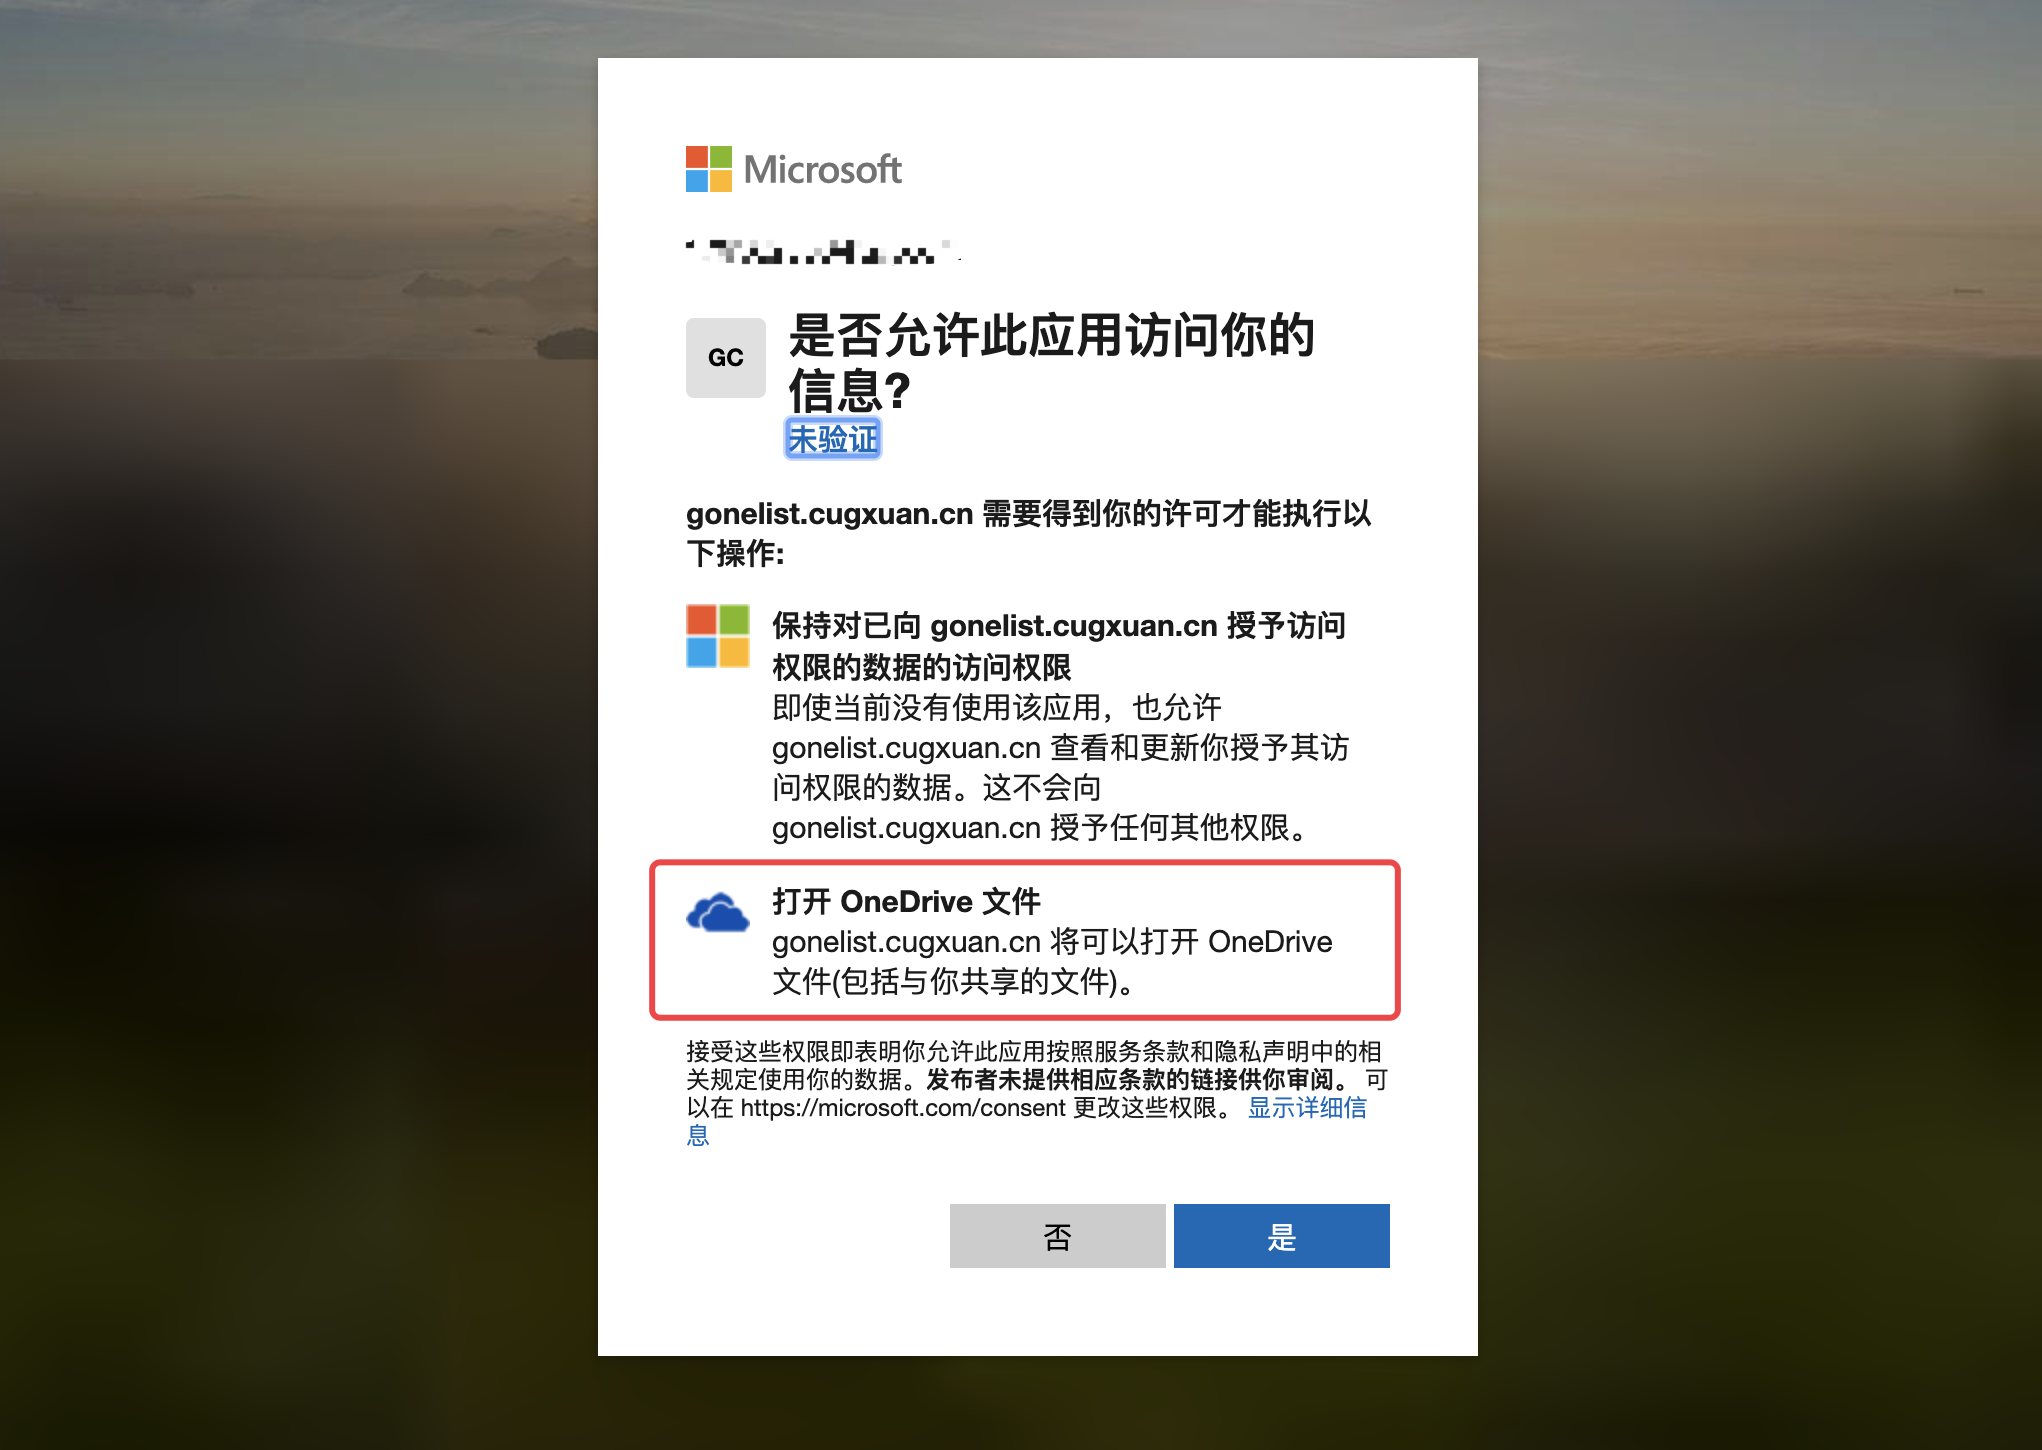 Microsoft
GC
是否允许此应用访问你的
信息?
未验证
gonelist.cugxuan.cn 需要得到你的许可才能执行以
下操作:
保持对已向 gonelist.cugxuan.cn 授予访问
权限的数据的访问权限
即使当前没有使用该应用，也允许
gonelist.cugxuan.cn 查看和更新你授予其访
问权限的数据。这不会向
gonelist.cugxuan.cn 授予任何其他权限。
打开 OneDrive 文件
gonelist.cugxuan.cn 将可以打开 OneDrive
文件(包括与你共享的文件)。
接受这些权限即表明你允许此应用按照服务条款和隐私声明中的相
关规定使用你的数据。发布者未提供相应条款的链接供你审阅。 可
以在 https://microsoft.com/consent 更改这些权限。 显示详细信
息
否
是